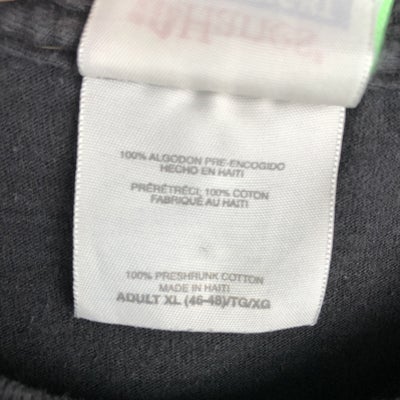 Hanes
100% ALGODON PRE-ENCOGIDO
HECHO EN HAITI
PRÉRÉTRÉCI; 100% COTON
FABRIQUÉ AU HAITI
100% PRESHRUNK COTTON
MADE IN HAITI
ADULT XL (46-48)/TG/XG